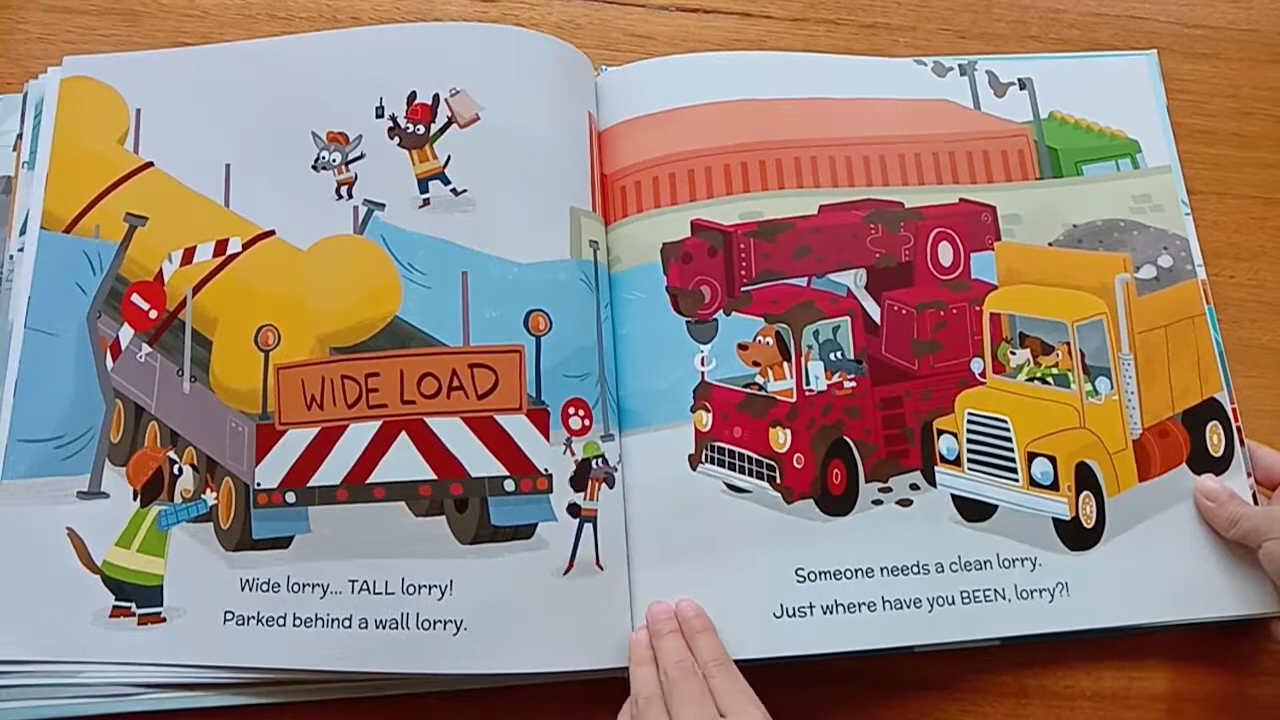 WIDE LOAD
Wide lorry... TALL lorry!
Parked behind a wall lorry.
Someone needs a clean lorry.
Just where have you BEEN, lorry?!